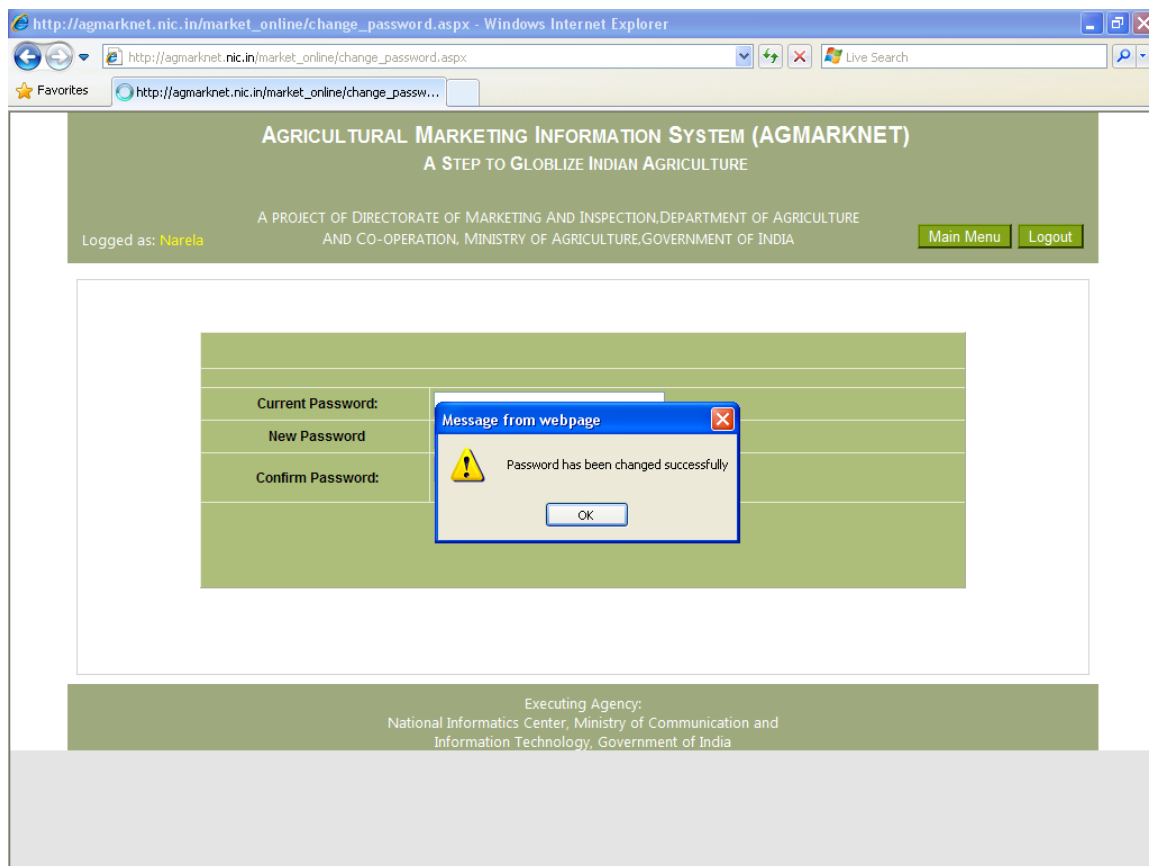 http://agmarknet.nic.in/market_online/change_password.aspx - Windows Internet Explorer
http://agmarknet.nic.in/market_online/change_password.aspx
Live Search
Favorites
http://agmarknet.nic.in/market_online/change_passw...
AGRICULTURAL MARKETING INFORMATION SYSTEM (AGMARKNET)
A STEP TO GLOBLIZE INDIAN AGRICULTURE
A PROJECT OF DIRECTORATE OF MARKETING AND INSPECTION,DEPARTMENT OF AGRICULTURE
AND CO-OPERATION, MINISTRY OF AGRICULTURE,GOVERNMENT OF INDIA
Logged as: Narela
Main Menu
Logout
Current Password:
New Password
Confirm Password:
Message from webpage
Password has been changed successfully
OK
Executing Agency:
National Informatics Center, Ministry of Communication and
Information Technology, Government of India